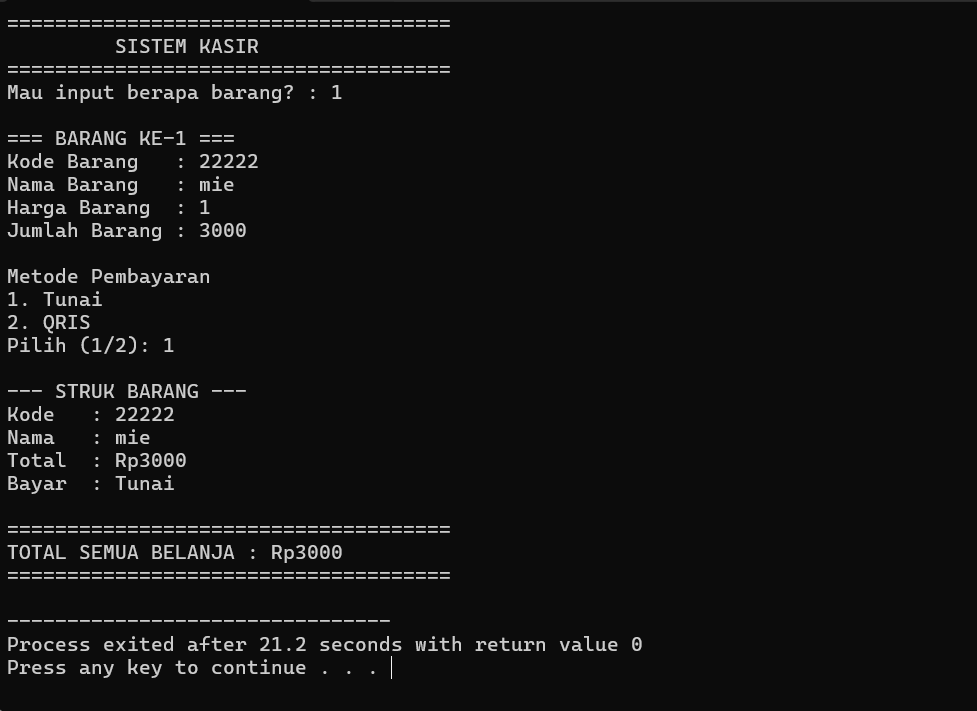 =====================================
         SISTEM KASIR
=====================================
Mau input berapa barang? : 1
=== BARANG KE-1 ===
Kode Barang   : 22222
Nama Barang   : mie
Harga Barang  : 1
Jumlah Barang : 3000
Metode Pembayaran
1. Tunai
2. QRIS
Pilih (1/2): 1
--- STRUK BARANG ---
Kode   : 22222
Nama   : mie
Total  : Rp3000
Bayar  : Tunai
=====================================
TOTAL SEMUA BELANJA : Rp3000
=====================================
--------------------------------
Process exited after 21.2 seconds with return value 0
Press any key to continue . . .